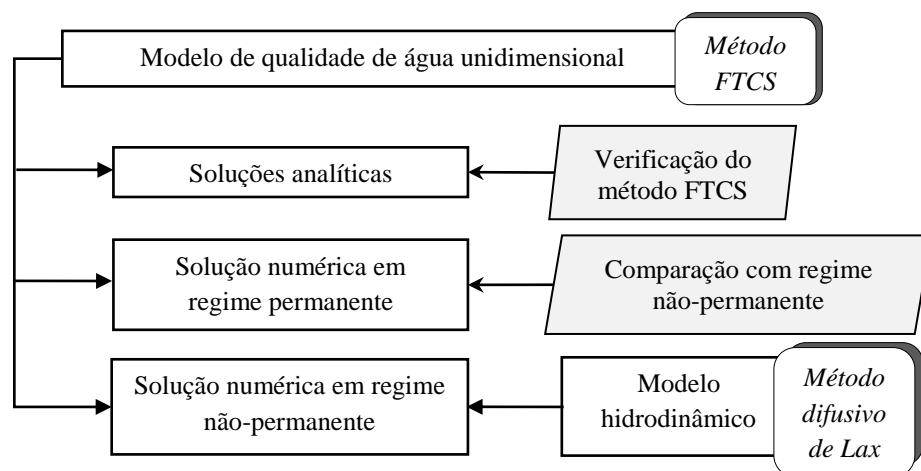 Modelo de qualidade de água unidimensional
Método
FTCS
Soluções analíticas
Verificação do
método FTCS
Solução numérica em
regime permanente
Comparação com regime
não-permanente
Solução numérica em regime
não-permanente
Modelo
hidrodinâmico
Método
difusivo
de Lax